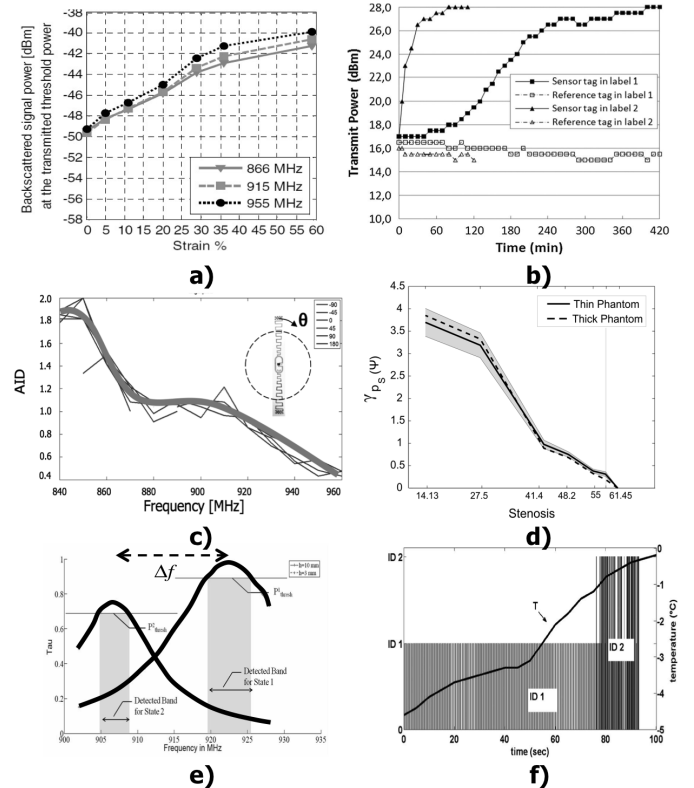 Backscattered signal power [dBm]
at the transmitted threshold power
-38
-40
-42
-44
-46
-48
-50
-52
-54
-56
-58
0 5 10 15 20 25 30 35 40 45 50 55 60
Strain %
866 MHz
915 MHz
955 MHz
a)
Transmit Power (dBm)
28,0
26,0
24,0
22,0
20,0
18,0
16,0
14,0
12,0
10,0
0 60 120 180 240 300 360 420
Time (min)
Sensor tag in label 1
Reference tag in label 1
Sensor tag in label 2
Reference tag in label 2
b)
AID
2.0
1.8
1.6
1.4
1.2
1.0
0.8
0.6
0.4
840 860 880 900 920 940 960
Frequency [MHz]
-90
-45
0
45
90
180
θ
c)
γPs(Ψ)
4.5
4
3.5
3
2.5
2
1.5
1
0.5
0
14.13 27.5 41.4 48.2 55 58 61.45
Stenosis
Thin Phantom
Thick Phantom
d)
Tau
1
0.8
0.6
0.4
0.2
0
900 905 910 915 920 925 930 935
Frequency in MHz
Δf
h=10 mm
h=3 mm
P¹thresh
P²thresh
Detected Band
for State 1
Detected Band
for State 2
e)
ID 2
ID 1
T
ID 1
ID 2
0 20 40 60 80 100
time (sec)
-0
-1
-2
-3
-4
-5
temperature (°C)
f)